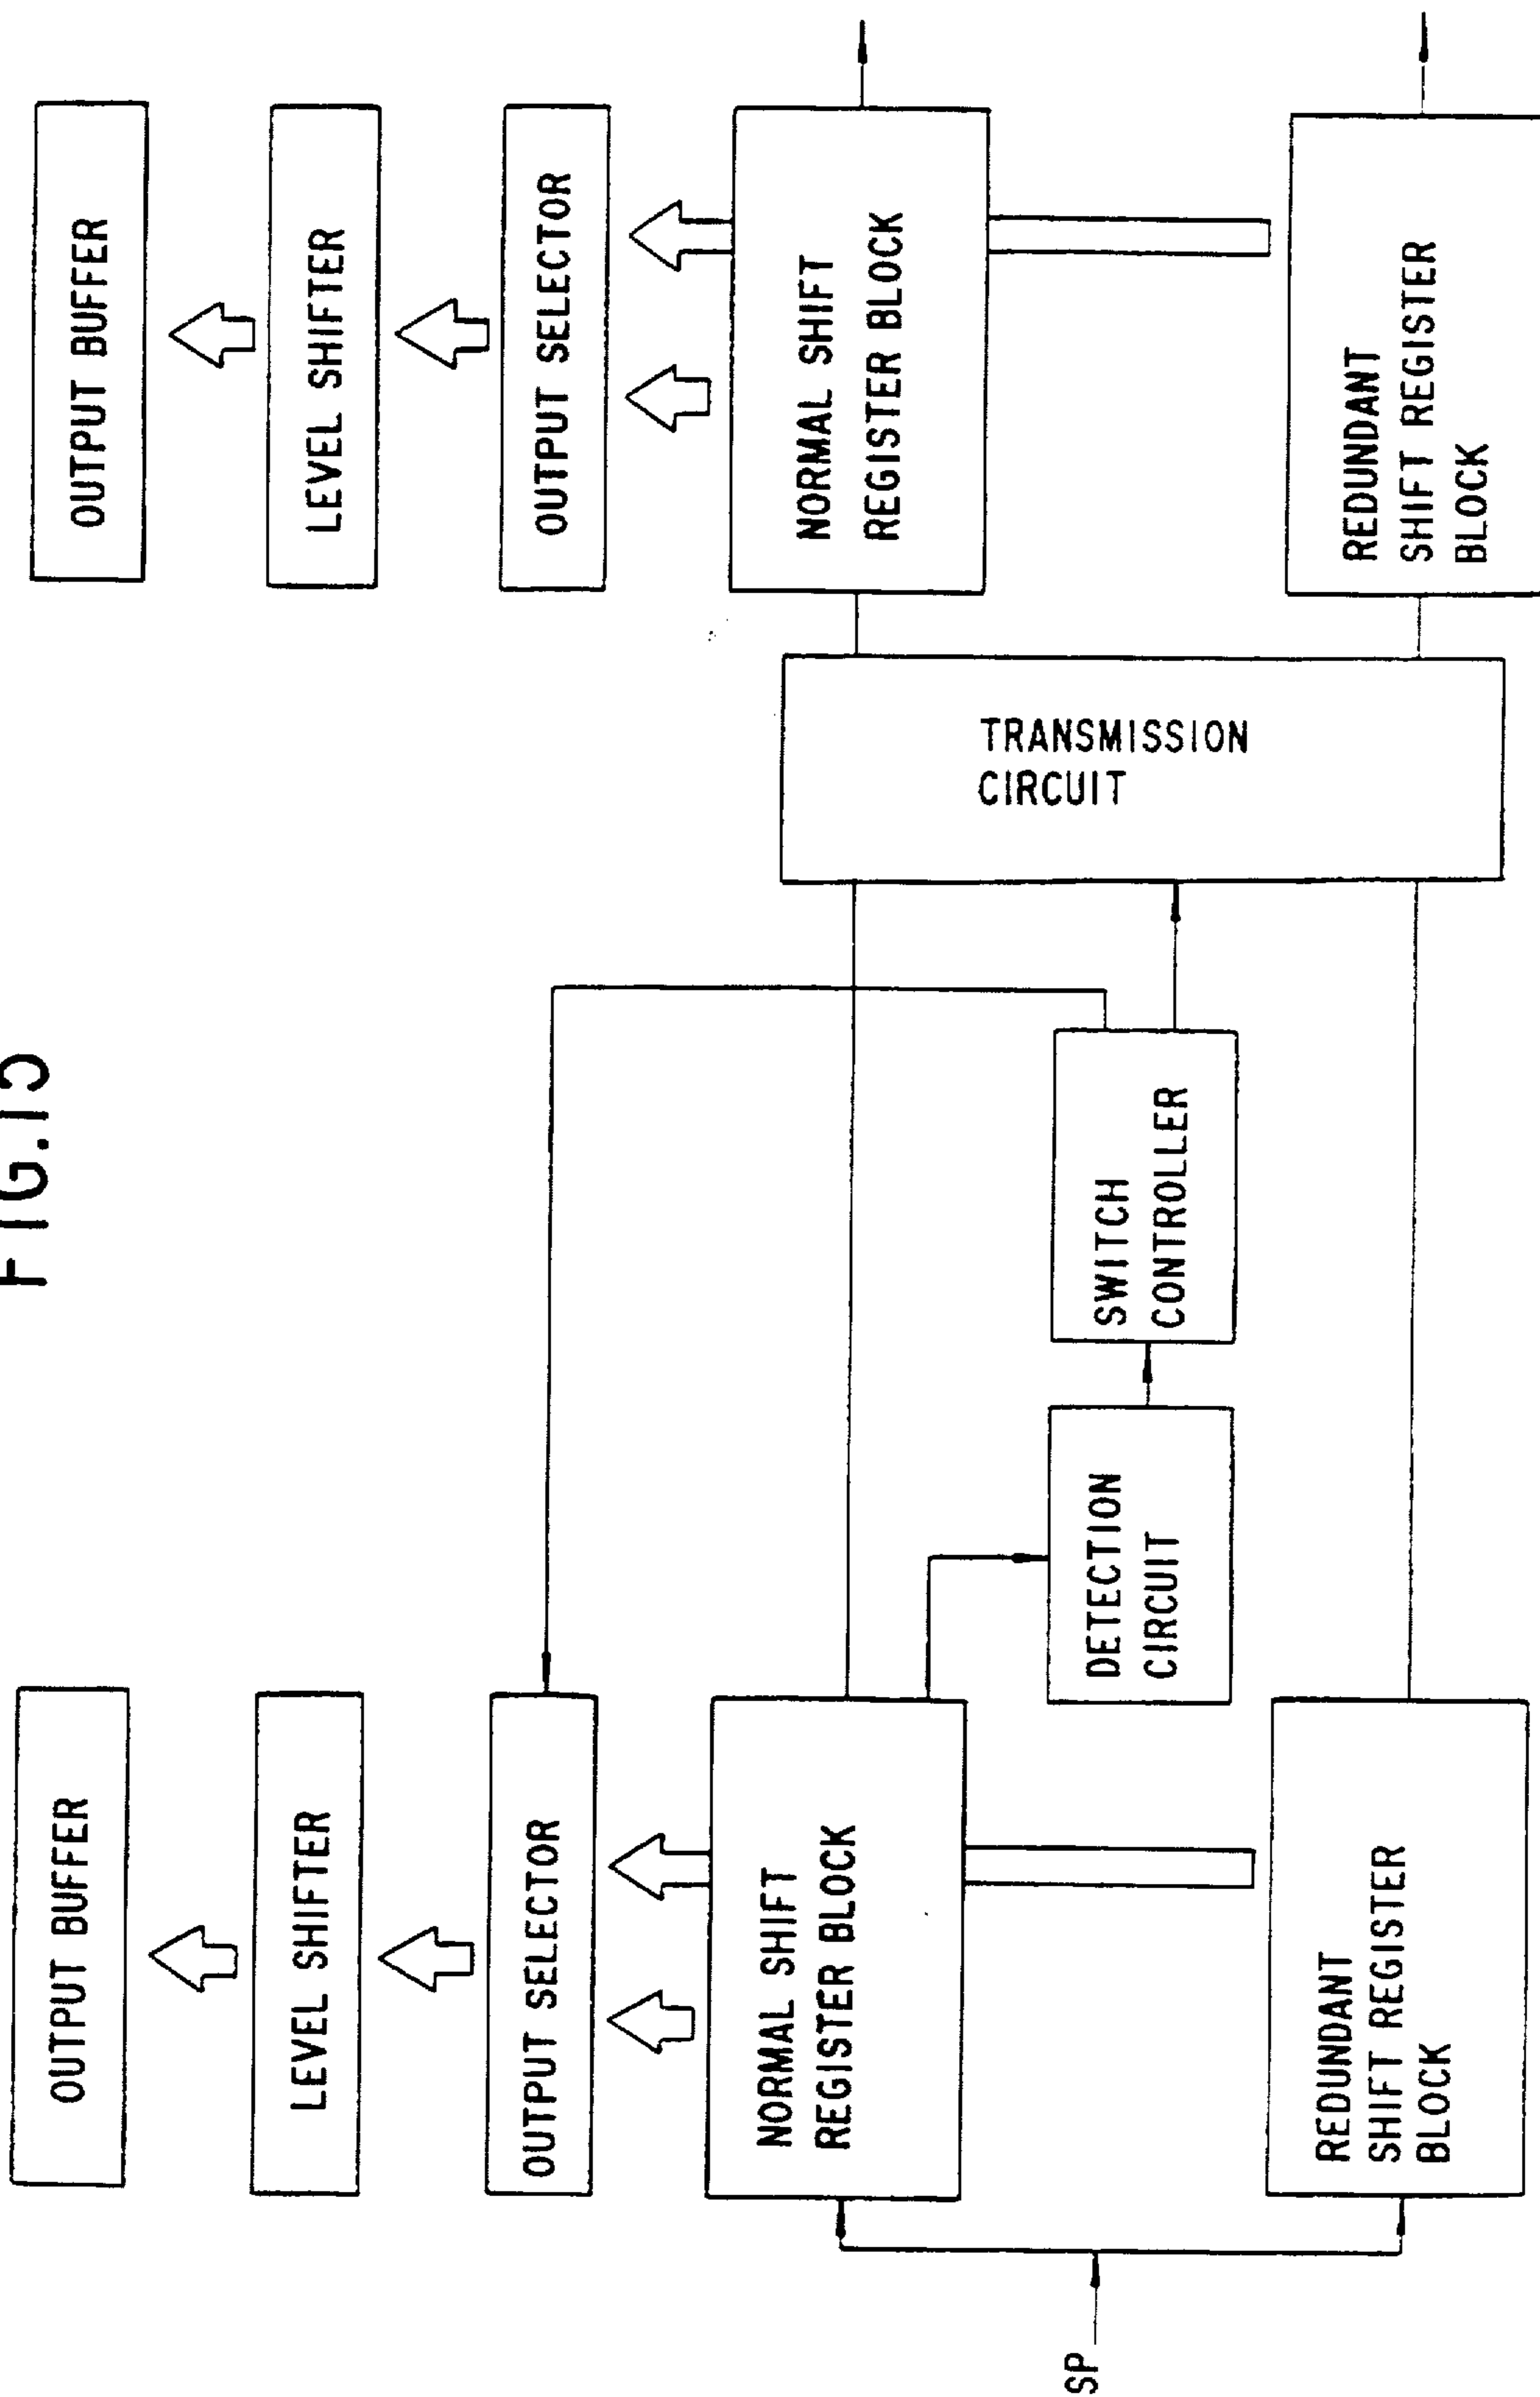 FIG.15
OUTPUT BUFFER
OUTPUT BUFFER
LEVEL SHIFTER
LEVEL SHIFTER
OUTPUT SELECTOR
OUTPUT SELECTOR
NORMAL SHIFT
REGISTER BLOCK
NORMAL SHIFT
REGISTER BLOCK
TRANSMISSION
CIRCUIT
DETECTION
CIRCUIT
SWITCH
CONTROLLER
SP
REDUNDANT
SHIFT REGISTER
BLOCK
REDUNDANT
SHIFT REGISTER
BLOCK